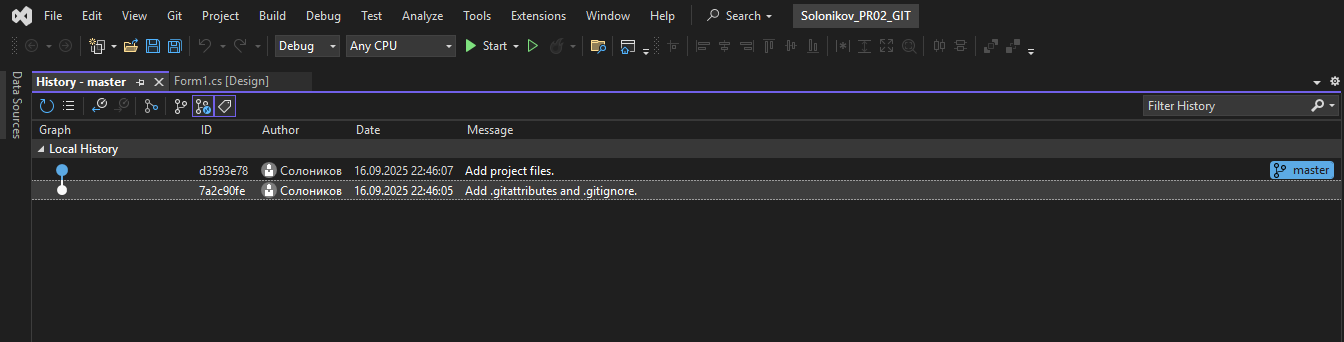 File Edit View Git Project Build Debug Test Analyze Tools Extensions Window Help Search Solonikov_PR02_GIT
Debug Any CPU Start
Data Sources
History - master Form1.cs [Design]
Filter History
Graph ID Author Date Message
Local History
d3593e78 Солоников 16.09.2025 22:46:07 Add project files. master
7a2c90fe Солоников 16.09.2025 22:46:05 Add .gitattributes and .gitignore.